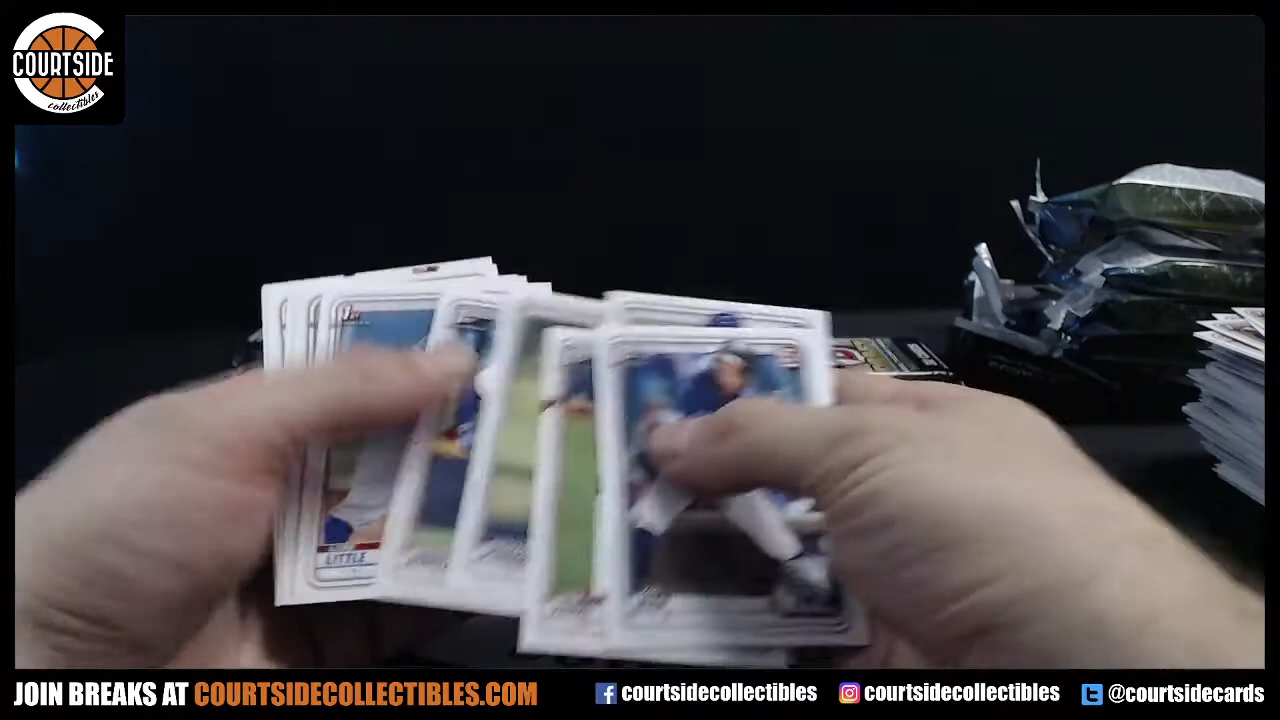 COURTSIDE
collectibles
LITTLE
JOIN BREAKS AT COURTSIDECOLLECTIBLES.COM
courtsidecollectibles
courtsidecollectibles
@courtsidecards